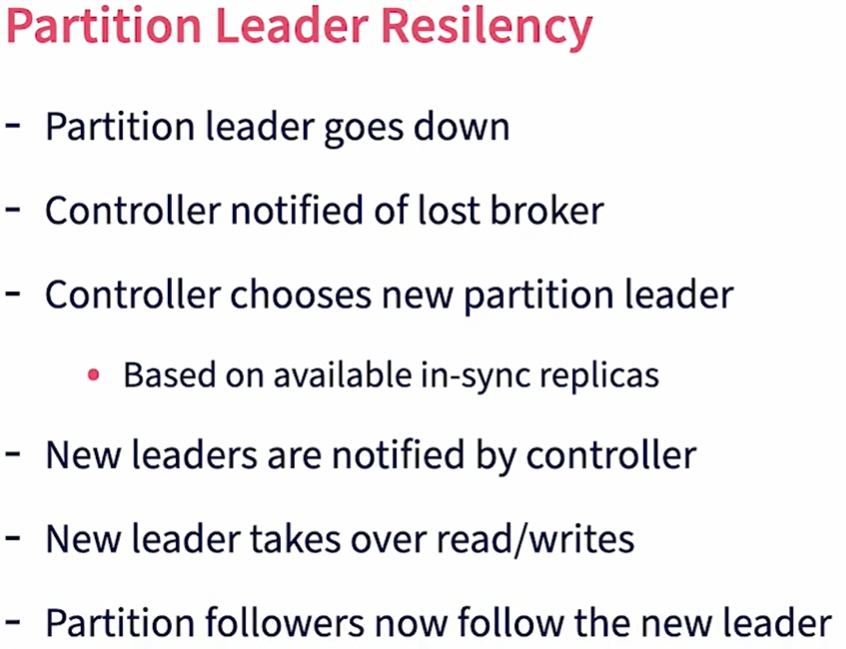 Partition Leader Resilency
- Partition leader goes down
- Controller notified of lost broker
- Controller chooses new partition leader
• Based on available in-sync replicas
- New leaders are notified by controller
- New leader takes over read/writes
- Partition followers now follow the new leader